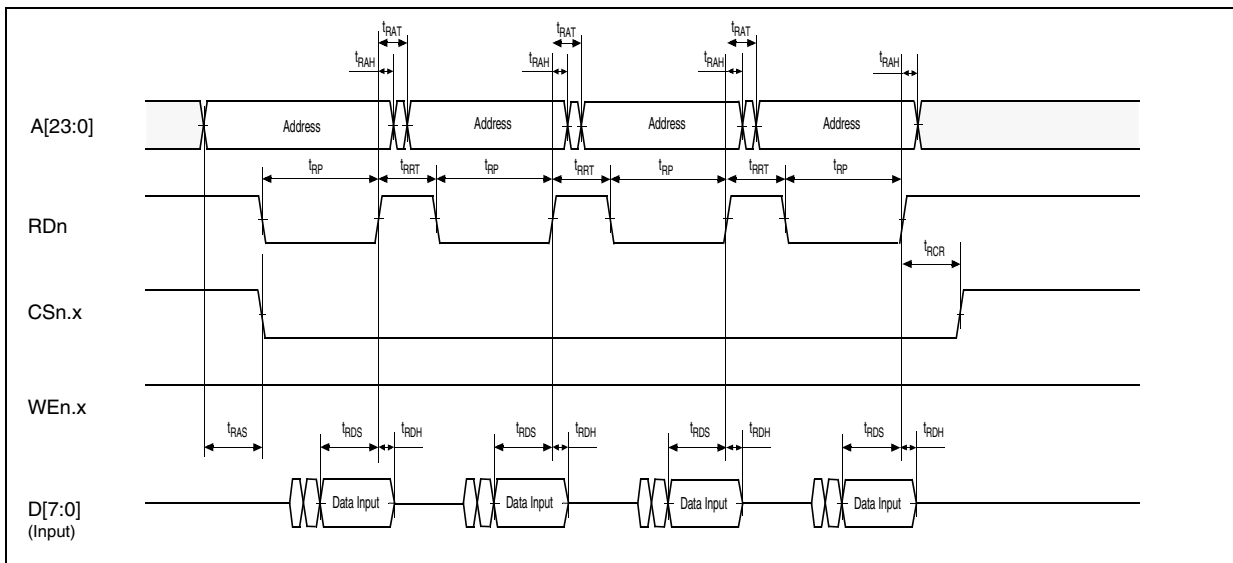 tRAT tRAT tRAT
tRAH tRAH tRAH tRAH
A[23:0] Address Address Address Address
tRP tRRT tRP tRRT tRP tRRT tRP
RDn
tRCR
CSn.x
WEn.x
tRAS tRDS tRDH tRDS tRDH tRDS tRDH tRDS tRDH
D[7:0] Data Input Data Input Data Input Data Input
(Input)